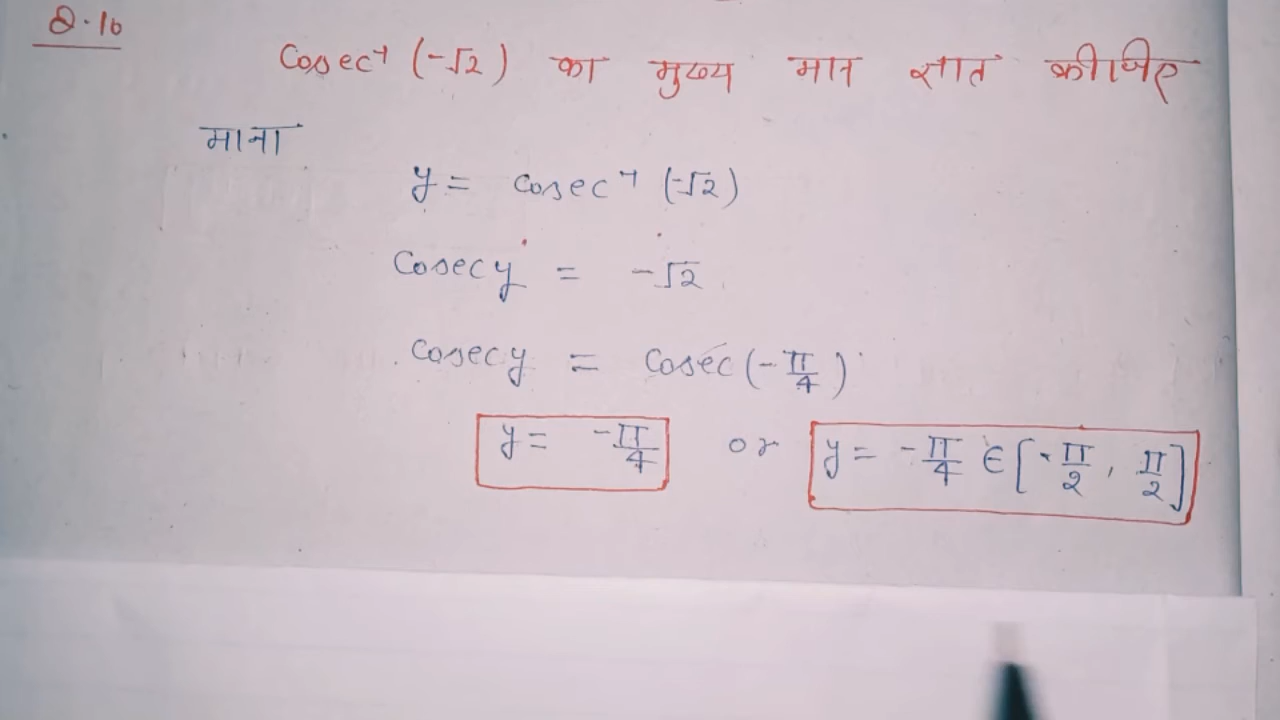 Q.10
Cosec⁻¹ (-√2) का मुख्य मान ज्ञात कीजिए
माना
y = cosec⁻¹ (-√2)
Cosec y = -√2
Cosec y = Cosec (-π/4)
y = -π/4 or y = -π/4 ∈ [-π/2, π/2]